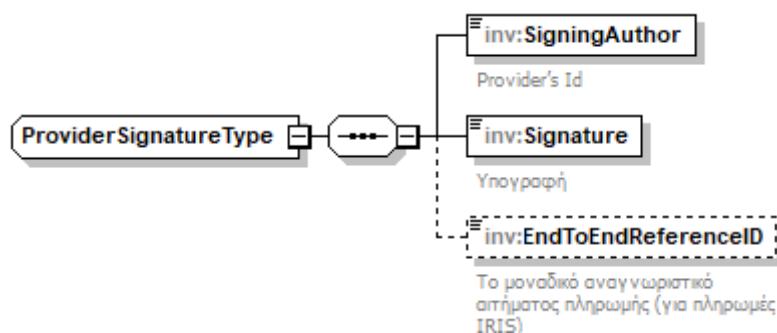 inv:SigningAuthor
Provider's Id
ProviderSignatureType
inv:Signature
Υπογραφή
inv:EndToEndReferenceID
Το μοναδικό αναγνωριστικό
αιτήματος πληρωμής (για πληρωμές
IRIS)